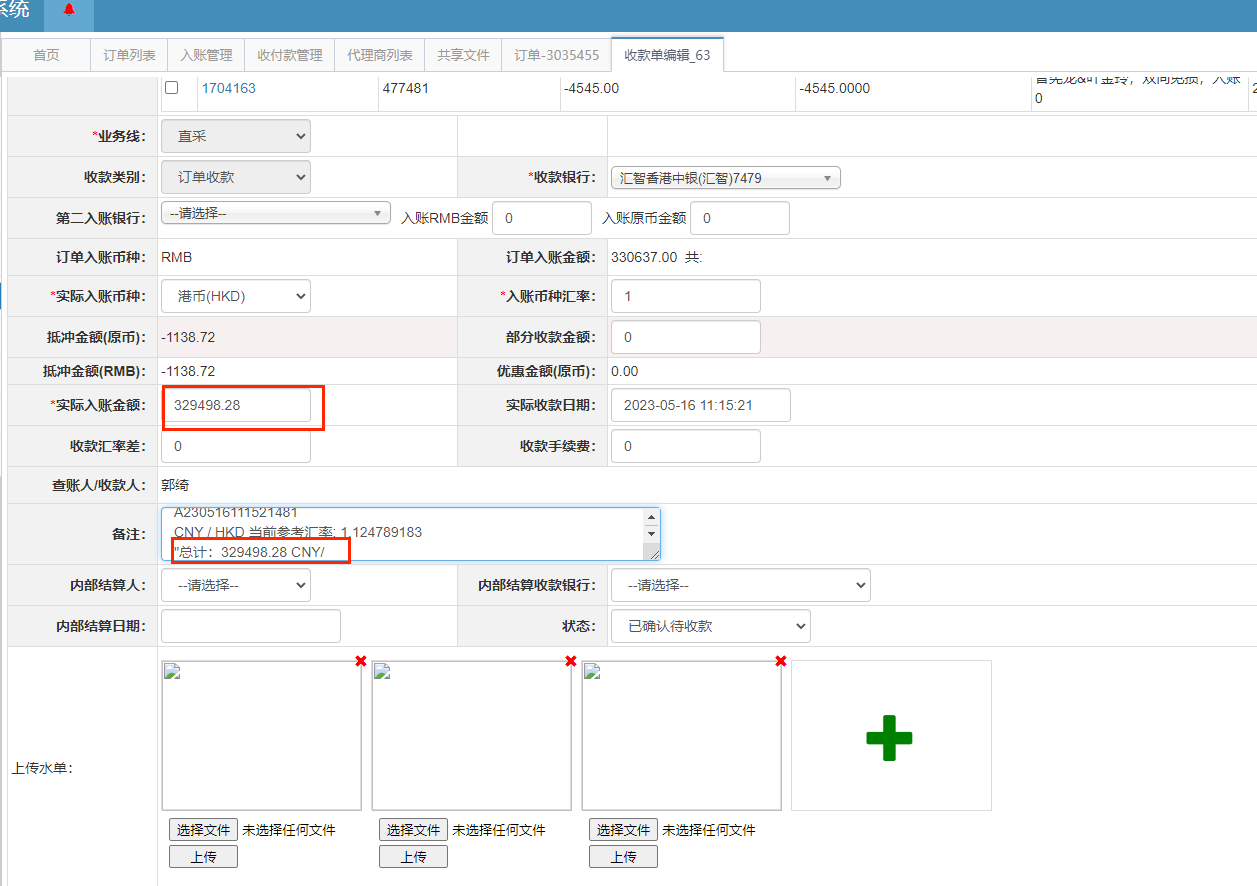 系统
首页 订单列表 入账管理 收付款管理 代理商列表 共享文件 订单-3035455 收款单编辑_63
1704163 477481 -4545.00 -4545.0000
0
*业务线： 直采
收款类别： 订单收款 *收款银行： 汇智香港中银(汇智)7479
第二入账银行： --请选择-- 入账RMB金额 0 入账原币金额 0
订单入账币种： RMB 订单入账金额： 330637.00 共:
*实际入账币种： 港币(HKD) *入账币种汇率： 1
抵冲金额(原币)： -1138.72 部分收款金额： 0
抵冲金额(RMB)： -1138.72 优惠金额(原币)： 0.00
*实际入账金额： 329498.28 实际收款日期： 2023-05-16 11:15:21
收款汇率差： 0 收款手续费： 0
查账人/收款人： 郭绮
A230516111521481
备注： CNY / HKD 当前参考汇率: 1.124789183
"总计：329498.28 CNY/
内部结算人： --请选择-- 内部结算收款银行： --请选择--
内部结算日期： 状态： 已确认待收款
上传水单：
选择文件 未选择任何文件 选择文件 未选择任何文件 选择文件 未选择任何文件
上传 上传 上传